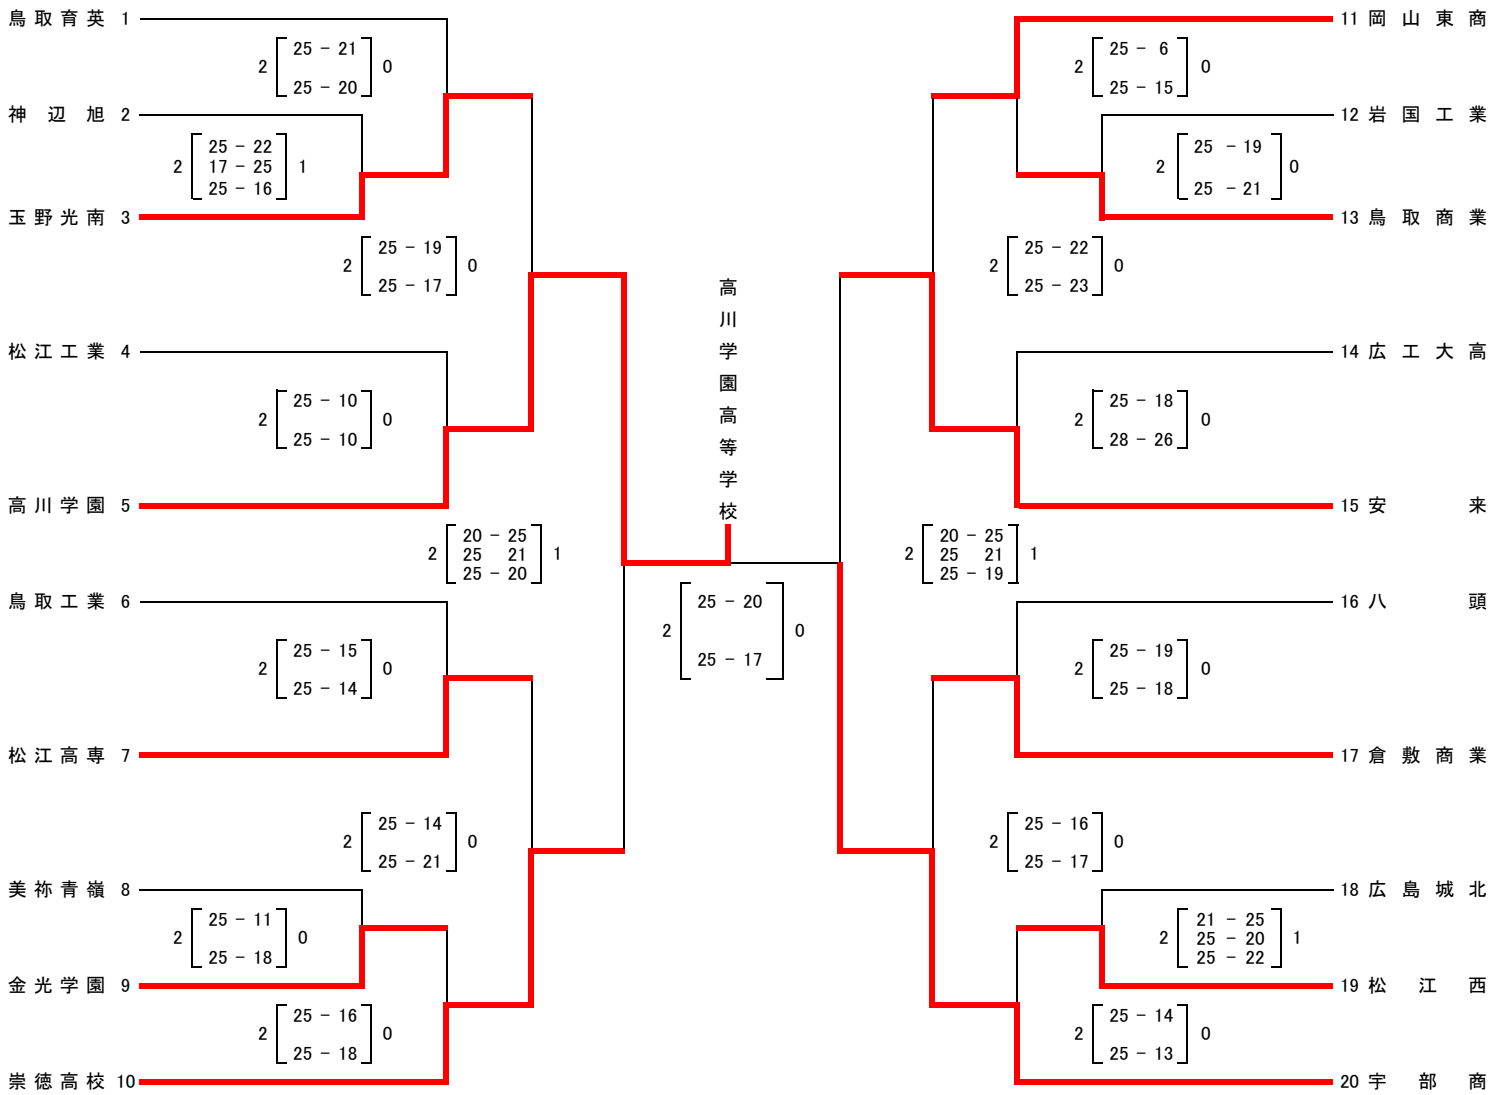 鳥取育英 1
2 25 − 21 0
25 − 20
神辺旭 2
2 25 − 22 1
17 − 25
25 − 16
玉野光南 3
2 25 − 19 0
25 − 17
松江工業 4
2 25 − 10 0
25 − 10
高川学園 5
2 20 − 25 1
25 21
25 − 20
鳥取工業 6
2 25 − 15 0
25 − 14
松江高専 7
2 25 − 14 0
25 − 21
美祢青嶺 8
2 25 − 11 0
25 − 18
金光学園 9
2 25 − 16 0
25 − 18
崇徳高校 10
高川学園高等学校
2 25 − 20 0
25 − 17
11 岡山東商
2 25 − 6 0
25 − 15
12 岩国工業
2 25 − 19 0
25 − 21
13 鳥取商業
2 25 − 22 0
25 − 23
14 広工大高
2 25 − 18 0
28 − 26
15 安来
2 20 − 25 1
25 21
25 − 19
16 八頭
2 25 − 19 0
25 − 18
17 倉敷商業
2 25 − 16 0
25 − 17
18 広島城北
2 21 − 25 1
25 − 20
25 − 22
19 松江西
2 25 − 14 0
25 − 13
20 宇部商